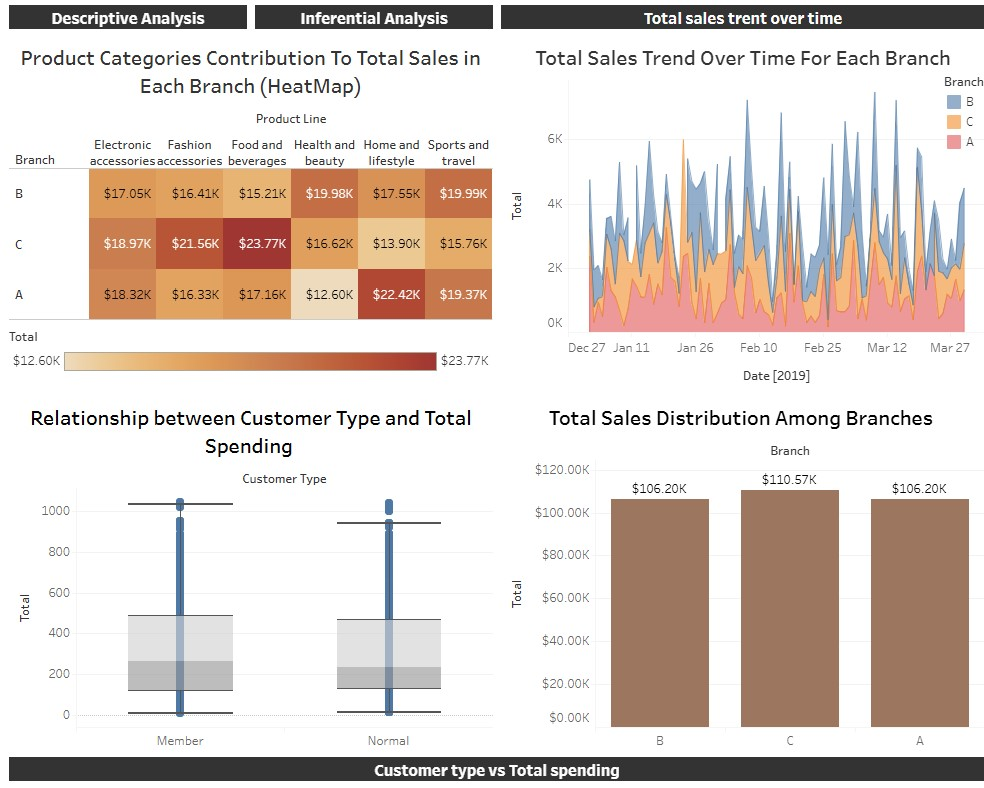 Descriptive Analysis
Inferential Analysis
Total sales trent over time
Product Categories Contribution To Total Sales in
Each Branch (HeatMap)
Product Line
Branch
Electronic accessories
Fashion accessories
Food and beverages
Health and beauty
Home and lifestyle
Sports and travel
B $17.05K $16.41K $15.21K $19.98K $17.55K $19.99K
C $18.97K $21.56K $23.77K $16.62K $13.90K $15.76K
A $18.32K $16.33K $17.16K $12.60K $22.42K $19.37K
Total
$12.60K $23.77K
Total Sales Trend Over Time For Each Branch
Branch
B
C
A
Total
6K
4K
2K
0K
Dec 27 Jan 11 Jan 26 Feb 10 Feb 25 Mar 12 Mar 27
Date [2019]
Relationship between Customer Type and Total
Spending
Customer Type
Total
1000
800
600
400
200
0
Member Normal
Total Sales Distribution Among Branches
Branch
Total
$120.00K
$100.00K
$80.00K
$60.00K
$40.00K
$20.00K
$0.00K
$106.20K $110.57K $106.20K
B C A
Customer type vs Total spending